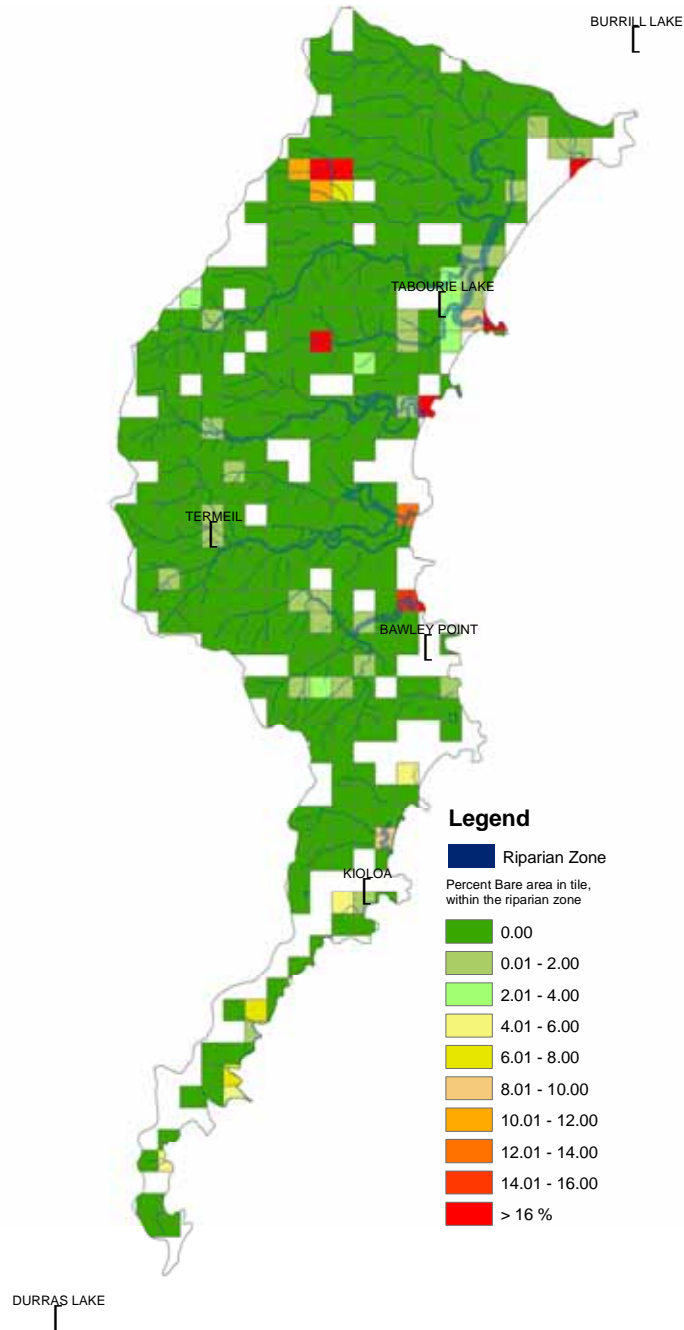 BURRILL LAKE
TABOURIE LAKE
TERMEIL
BAWLEY POINT
Legend
Riparian Zone
KIOLOA
Percent Bare area in tile,
within the riparian zone
0.00
0.01 - 2.00
2.01 - 4.00
4.01 - 6.00
6.01 - 8.00
8.01 - 10.00
10.01 - 12.00
12.01 - 14.00
14.01 - 16.00
> 16 %
DURRAS LAKE